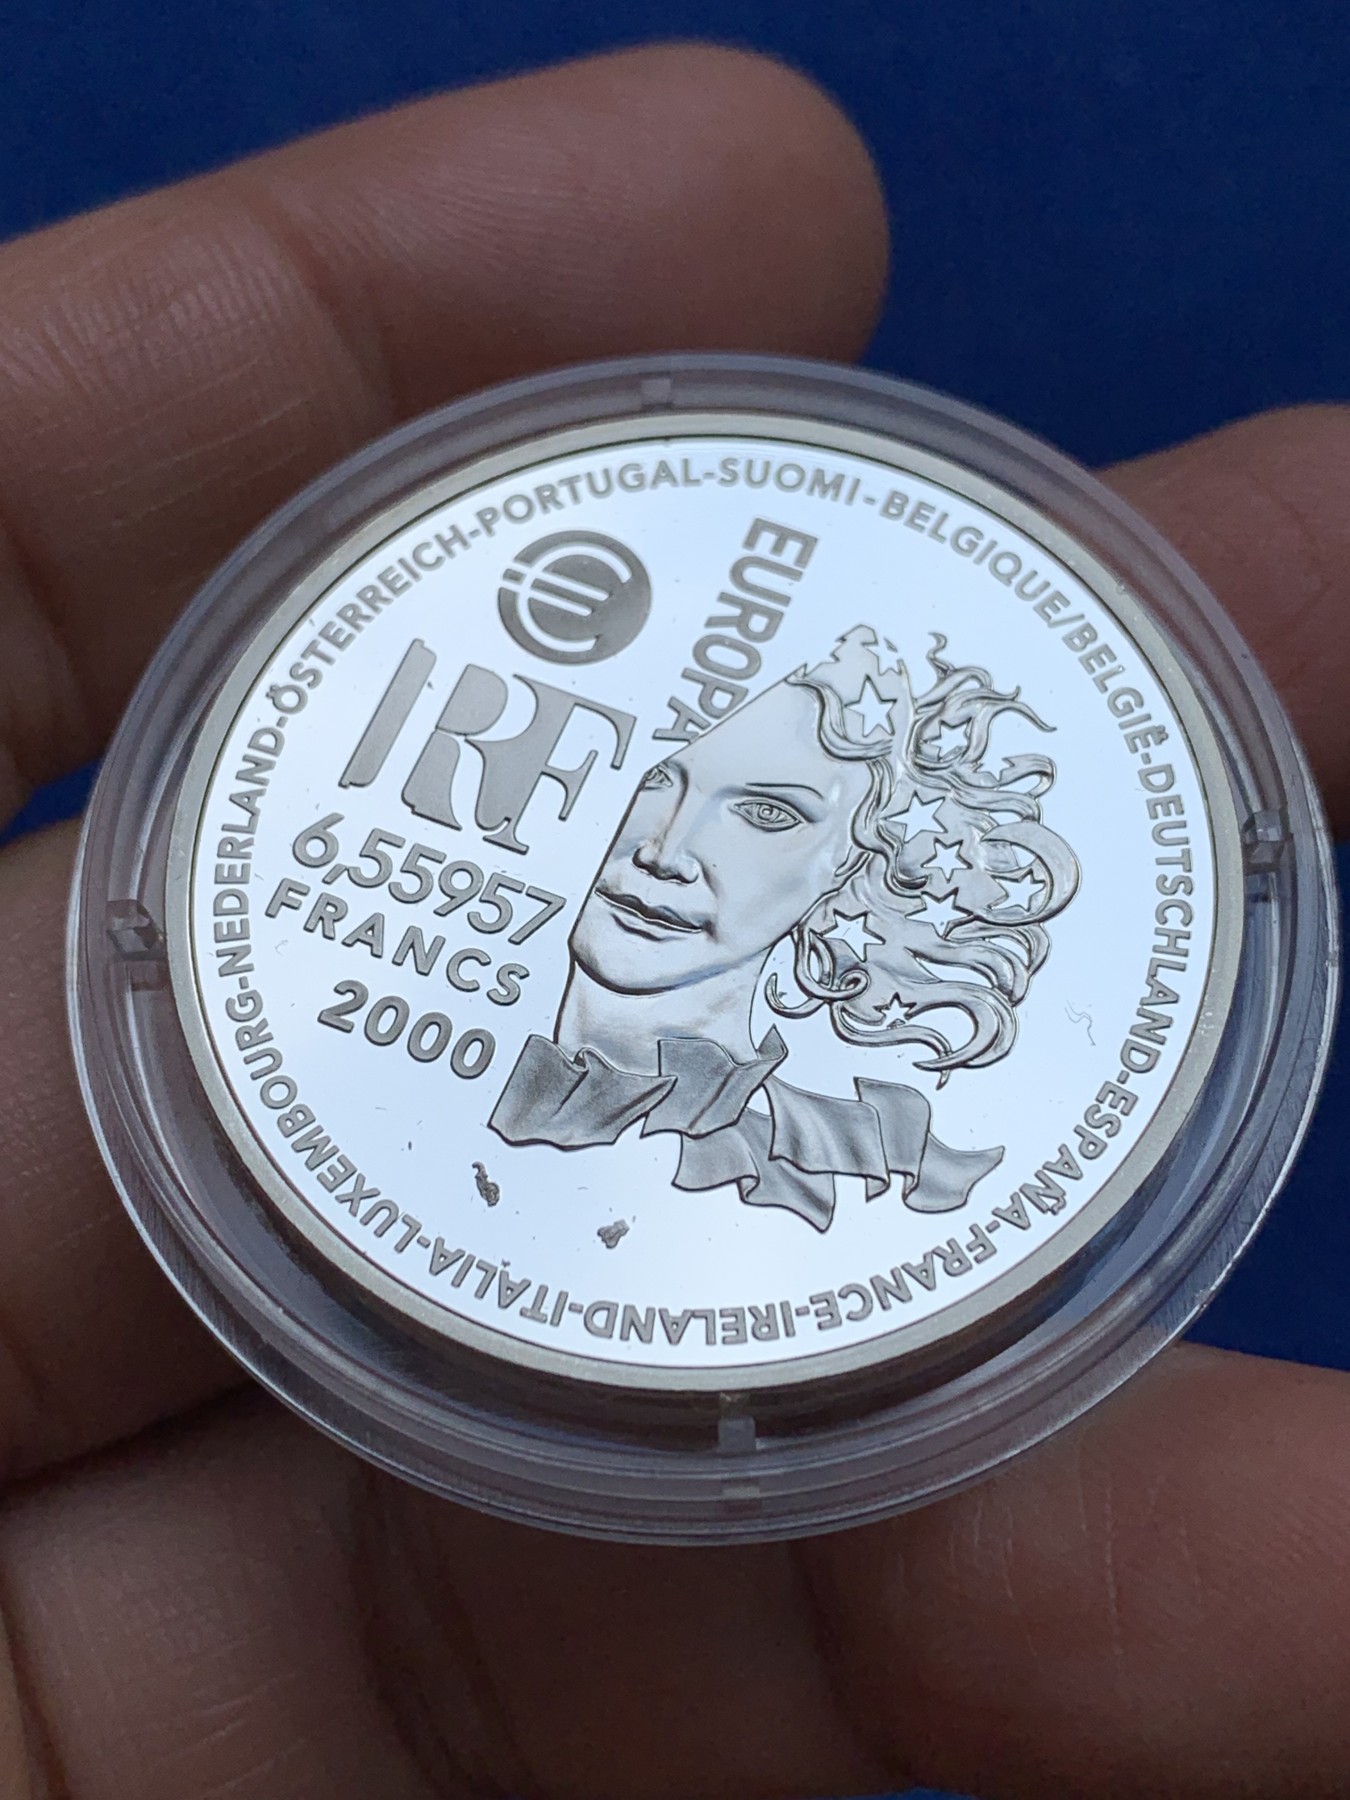 BELGIQUE/BELGIË-DEUTSCHLAND-ESPAÑA-FRANCE-IRELAND-ITALIA-LUXEMBOURG-NEDERLAND-ÖSTERREICH-PORTUGAL-SUOMI-
€
EUROPA
RF
6,55957
FRANCS
2000